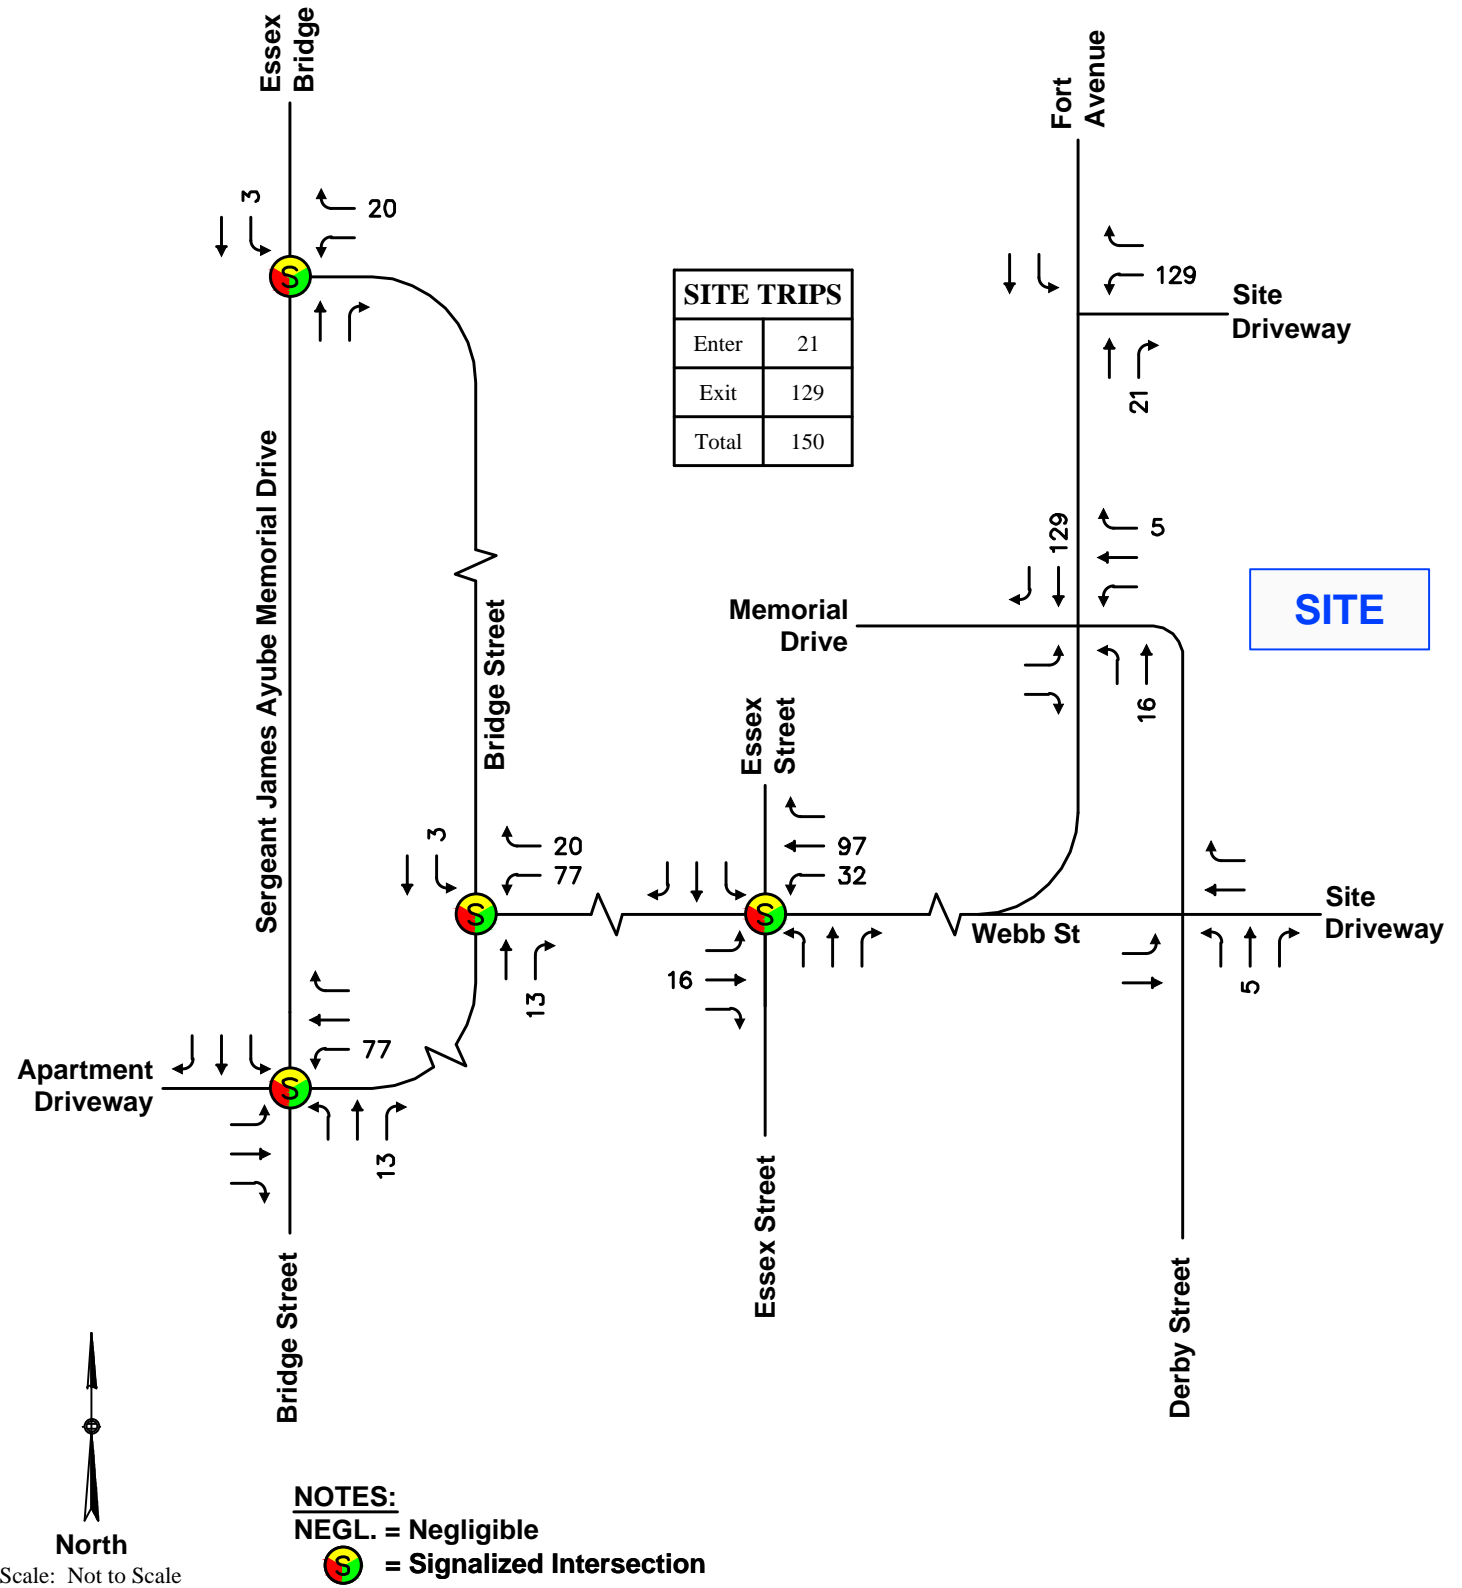 Essex
Bridge
Fort
Avenue
3
20
129
Site
Driveway
21
SITE TRIPS
Enter 21
Exit 129
Total 150
Sergeant James Ayube Memorial Drive
Bridge Street
129
5
Memorial
Drive
SITE
16
Essex
Street
3
20
77
97
32
16
13
Webb St
Site
Driveway
5
77
Apartment
Driveway
13
Bridge Street
Essex Street
Derby Street
S
S
S
S
North
Scale: Not to Scale
NOTES:
NEGL. = Negligible
S = Signalized Intersection